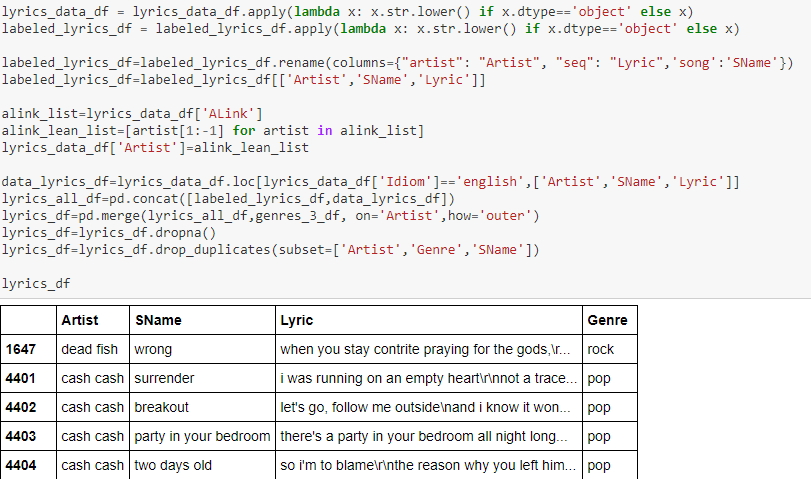 lyrics_data_df = lyrics_data_df.apply(lambda x: x.str.lower() if x.dtype=='object' else x)
labeled_lyrics_df = labeled_lyrics_df.apply(lambda x: x.str.lower() if x.dtype=='object' else x)
labeled_lyrics_df=labeled_lyrics_df.rename(columns={"artist": "Artist", "seq": "Lyric",'song':'SName'})
labeled_lyrics_df=labeled_lyrics_df[['Artist','SName','Lyric']]
alink_list=lyrics_data_df['ALink']
alink_lean_list=[artist[1:-1] for artist in alink_list]
lyrics_data_df['Artist']=alink_lean_list
data_lyrics_df=lyrics_data_df.loc[lyrics_data_df['Idiom']=='english',['Artist','SName','Lyric']]
lyrics_all_df=pd.concat([labeled_lyrics_df,data_lyrics_df])
lyrics_df=pd.merge(lyrics_all_df,genres_3_df, on='Artist',how='outer')
lyrics_df=lyrics_df.dropna()
lyrics_df=lyrics_df.drop_duplicates(subset=['Artist','Genre','SName'])
lyrics_df
Artist SName Lyric Genre
1647 dead fish wrong when you stay contrite praying for the gods,\r... rock
4401 cash cash surrender i was running on an empty heart\r\nnot a trace... pop
4402 cash cash breakout let's go, follow me outside\nand i know it won... pop
4403 cash cash party in your bedroom there's a party in your bedroom all night long... pop
4404 cash cash two days old so i'm to blame\r\nthe reason why you left him... pop